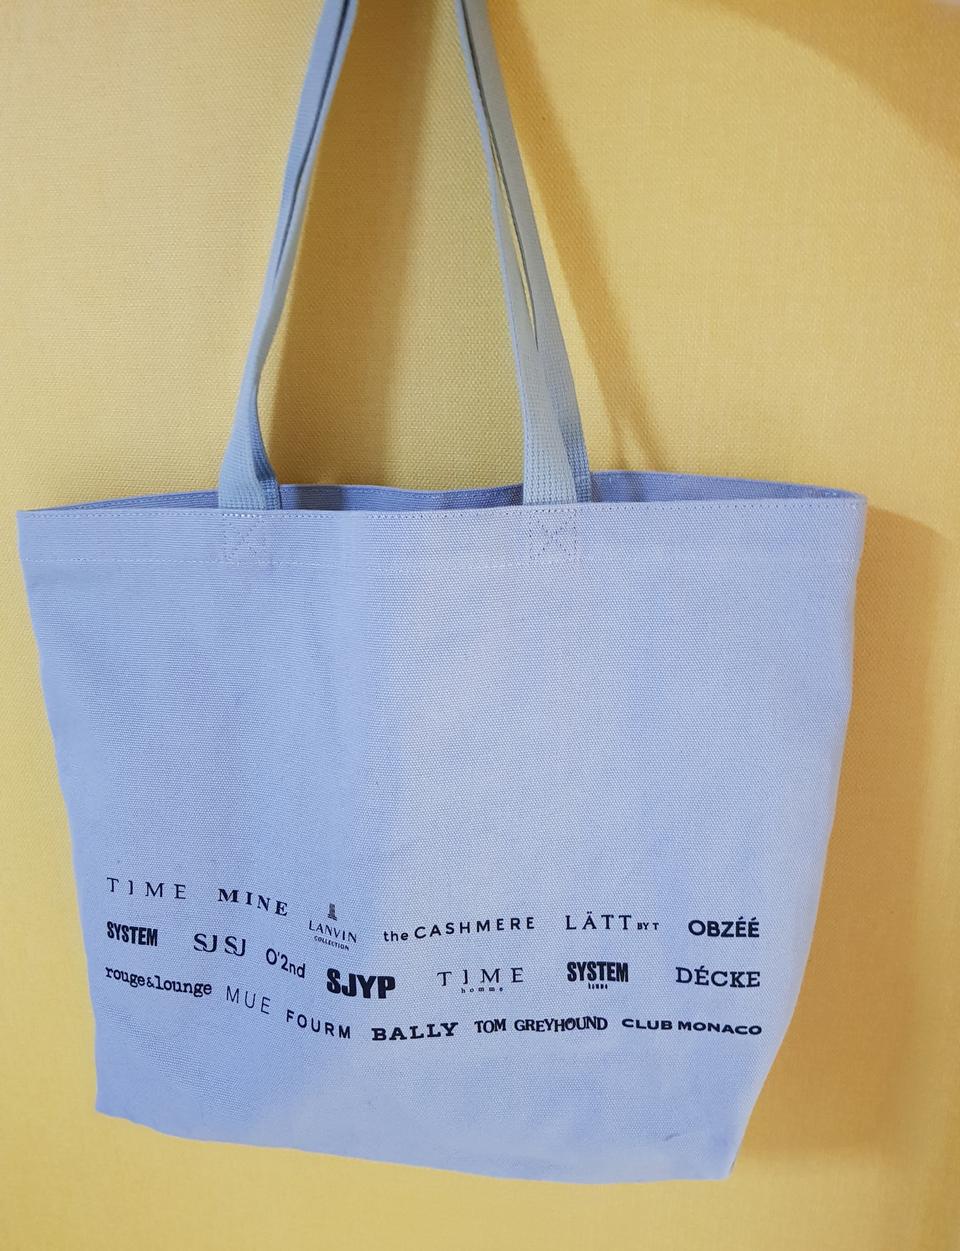 TIME MINE LANVIN COLLECTION the CASHMERE LÄTT BY T OBZÉÉ
SYSTEM SJSJ O'2nd SJYP TIME homme SYSTEM homme DÉCKE
rouge&lounge MUE FOURM BALLY TOM GREYHOUND CLUB MONACO